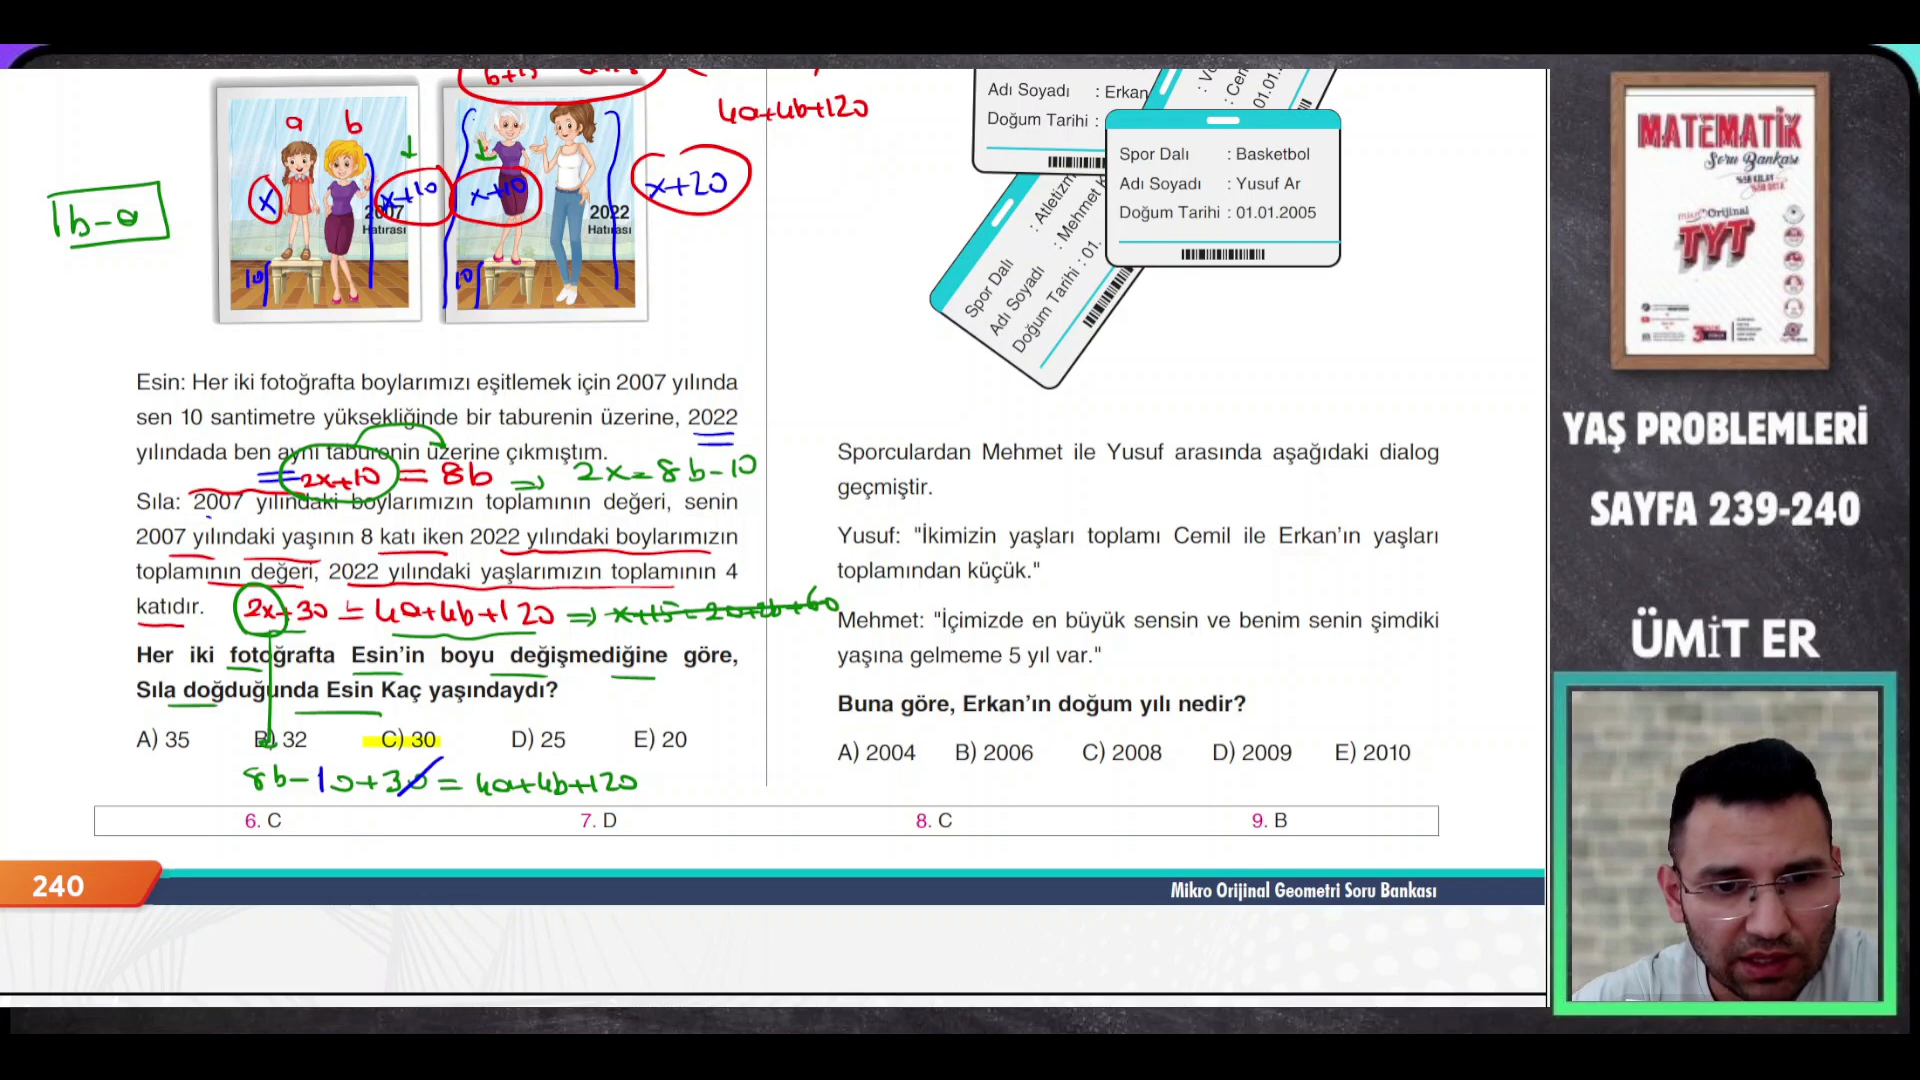 4a+4b+120
a
b
x
x+10
x+10
x+20
b-a
10
10
2007
Hatırası
2022
Hatırası
Esin: Her iki fotoğrafta boylarımızı eşitlemek için 2007 yılında
sen 10 santimetre yüksekliğinde bir taburenin üzerine, 2022
yılındada ben aynı taburenin üzerine çıkmıştım.
2x+10 = 8b ⇒ 2x=8b-10
Sıla: 2007 yılındaki boylarımızın toplamının değeri, senin
2007 yılındaki yaşının 8 katı iken 2022 yılındaki boylarımızın
toplamının değeri, 2022 yılındaki yaşlarımızın toplamının 4
katıdır.
2x+30 = 4a+4b+120 ⇒
Her iki fotoğrafta Esin’in boyu değişmediğine göre,
Sıla doğduğunda Esin Kaç yaşındaydı?
A) 35 B) 32 C) 30 D) 25 E) 20
8b-10+30 = 4a+4b+120
Adı Soyadı : Erkan
Doğum Tarihi :
: Cem
01.01.
Spor Dalı : Basketbol
Adı Soyadı : Yusuf Ar
Doğum Tarihi : 01.01.2005
Spor Dalı : Atletizm
Adı Soyadı : Mehmet K
Doğum Tarihi : 01.
Sporculardan Mehmet ile Yusuf arasında aşağıdaki dialog
geçmiştir.
Yusuf: "İkimizin yaşları toplamı Cemil ile Erkan’ın yaşları
toplamından küçük."
Mehmet: "İçimizde en büyük sensin ve benim senin şimdiki
yaşına gelmeme 5 yıl var."
Buna göre, Erkan’ın doğum yılı nedir?
A) 2004 B) 2006 C) 2008 D) 2009 E) 2010
6. C 7. D 8. C 9. B
240
Mikro Orijinal Geometri Soru Bankası
MATEMATİK
Soru Bankası
Orijinal
TYT
YAŞ PROBLEMLERİ
SAYFA 239-240
ÜMİT ER